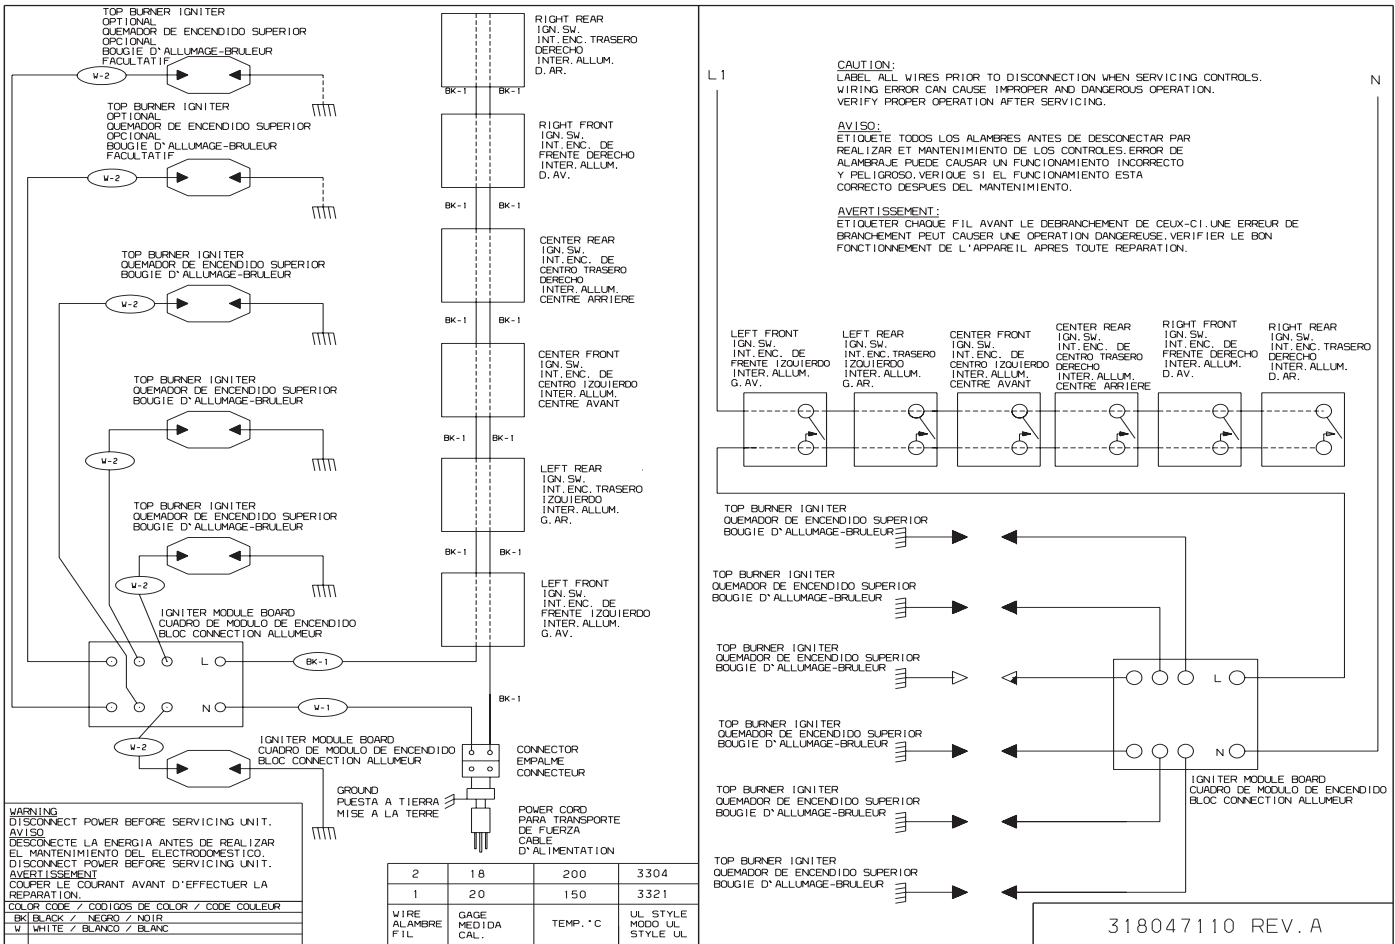 TOP BURNER IGNITER
OPTIONAL
QUEMADOR DE ENCENDIDO SUPERIOR
OPCIONAL
BOUGIE D`ALLUMAGE-BRULEUR
FACULTATIF
W-2
TOP BURNER IGNITER
OPTIONAL
QUEMADOR DE ENCENDIDO SUPERIOR
OPCIONAL
BOUGIE D`ALLUMAGE-BRULEUR
FACULTATIF
W-2
TOP BURNER IGNITER
QUEMADOR DE ENCENDIDO SUPERIOR
BOUGIE D`ALLUMAGE-BRULEUR
W-2
TOP BURNER IGNITER
QUEMADOR DE ENCENDIDO SUPERIOR
BOUGIE D`ALLUMAGE-BRULEUR
W-2
TOP BURNER IGNITER
QUEMADOR DE ENCENDIDO SUPERIOR
BOUGIE D`ALLUMAGE-BRULEUR
W-2
IGNITER MODULE BOARD
CUADRO DE MODULO DE ENCENDIDO
BLOC CONNECTION ALLUMEUR
L
N
BK-1
W-1
W-2
IGNITER MODULE BOARD
CUADRO DE MODULO DE ENCENDIDO
BLOC CONNECTION ALLUMEUR
RIGHT REAR
IGN. SW.
INT. ENC. TRASERO
DERECHO
INTER. ALLUM.
D. AR.
BK-1 BK-1
RIGHT FRONT
IGN. SW.
INT. ENC. DE
FRENTE DERECHO
INTER. ALLUM.
D. AV.
BK-1 BK-1
CENTER REAR
IGN. SW.
INT. ENC. DE
CENTRO TRASERO
DERECHO
INTER. ALLUM.
CENTRE ARRIERE
BK-1 BK-1
CENTER FRONT
IGN. SW.
INT. ENC. DE
CENTRO IZQUIERDO
INTER. ALLUM.
CENTRE AVANT
BK-1 BK-1
LEFT REAR
IGN. SW.
INT. ENC. TRASERO
IZQUIERDO
INTER. ALLUM.
G. AR.
BK-1 BK-1
LEFT FRONT
IGN. SW.
INT. ENC. DE
FRENTE IZQUIERDO
INTER. ALLUM.
G. AV.
BK-1
CONNECTOR
EMPALME
CONNECTEUR
GROUND
PUESTA A TIERRA
MISE A LA TERRE
POWER CORD
PARA TRANSPORTE
DE FUERZA
CABLE
D`ALIMENTATION
WARNING
DISCONNECT POWER BEFORE SERVICING UNIT.
AVISO
DESCONECTE LA ENERGIA ANTES DE REALIZAR
EL MANTENIMIENTO DEL ELECTRODOMESTICO.
DISCONNECT POWER BEFORE SERVICING UNIT.
AVERTISSEMENT
COUPER LE COURANT AVANT D'EFFECTUER LA
REPARATION.
COLOR CODE / CODIGOS DE COLOR / CODE COULEUR
BK BLACK / NEGRO / NOIR
W WHITE / BLANCO / BLANC
2 18 200 3304
1 20 150 3321
WIRE ALAMBRE FIL
GAGE MEDIDA CAL.
TEMP. °C
UL STYLE MODO UL STYLE UL
L1
N
CAUTION:
LABEL ALL WIRES PRIOR TO DISCONNECTION WHEN SERVICING CONTROLS.
WIRING ERROR CAN CAUSE IMPROPER AND DANGEROUS OPERATION.
VERIFY PROPER OPERATION AFTER SERVICING.
AVISO:
ETIQUETE TODOS LOS ALAMBRES ANTES DE DESCONECTAR PAR
REALIZAR ET MANTENIMIENTO DE LOS CONTROLES. ERROR DE
ALAMBRAJE PUEDE CAUSAR UN FUNCIONAMIENTO INCORRECTO
Y PELIGROSO. VERIQUE SI EL FUNCIONAMIENTO ESTA
CORRECTO DESPUES DEL MANTENIMIENTO.
AVERTISSEMENT:
ETIQUETER CHAQUE FIL AVANT LE DEBRANCHEMENT DE CEUX-CI. UNE ERREUR DE
BRANCHEMENT PEUT CAUSER UNE OPERATION DANGEREUSE. VERIFIER LE BON
FONCTIONNEMENT DE L'APPAREIL APRES TOUTE REPARATION.
LEFT FRONT
IGN. SW.
INT. ENC. DE
FRENTE IZQUIERDO
INTER. ALLUM.
G. AV.
LEFT REAR
IGN. SW.
INT. ENC. TRASERO
IZQUIERDO
INTER. ALLUM.
G. AR.
CENTER FRONT
IGN. SW.
INT. ENC. DE
CENTRO IZQUIERDO
INTER. ALLUM.
CENTRE AVANT
CENTER REAR
IGN. SW.
INT. ENC. DE
CENTRO TRASERO
DERECHO
INTER. ALLUM.
CENTRE ARRIERE
RIGHT FRONT
IGN. SW.
INT. ENC. DE
FRENTE DERECHO
INTER. ALLUM.
D. AV.
RIGHT REAR
IGN. SW.
INT. ENC. TRASERO
DERECHO
INTER. ALLUM.
D. AR.
TOP BURNER IGNITER
QUEMADOR DE ENCENDIDO SUPERIOR
BOUGIE D`ALLUMAGE-BRULEUR
TOP BURNER IGNITER
QUEMADOR DE ENCENDIDO SUPERIOR
BOUGIE D`ALLUMAGE-BRULEUR
TOP BURNER IGNITER
QUEMADOR DE ENCENDIDO SUPERIOR
BOUGIE D`ALLUMAGE-BRULEUR
TOP BURNER IGNITER
QUEMADOR DE ENCENDIDO SUPERIOR
BOUGIE D`ALLUMAGE-BRULEUR
TOP BURNER IGNITER
QUEMADOR DE ENCENDIDO SUPERIOR
BOUGIE D`ALLUMAGE-BRULEUR
TOP BURNER IGNITER
QUEMADOR DE ENCENDIDO SUPERIOR
BOUGIE D`ALLUMAGE-BRULEUR
L
N
IGNITER MODULE BOARD
CUADRO DE MODULO DE ENCENDIDO
BLOC CONNECTION ALLUMEUR
318047110 REV. A